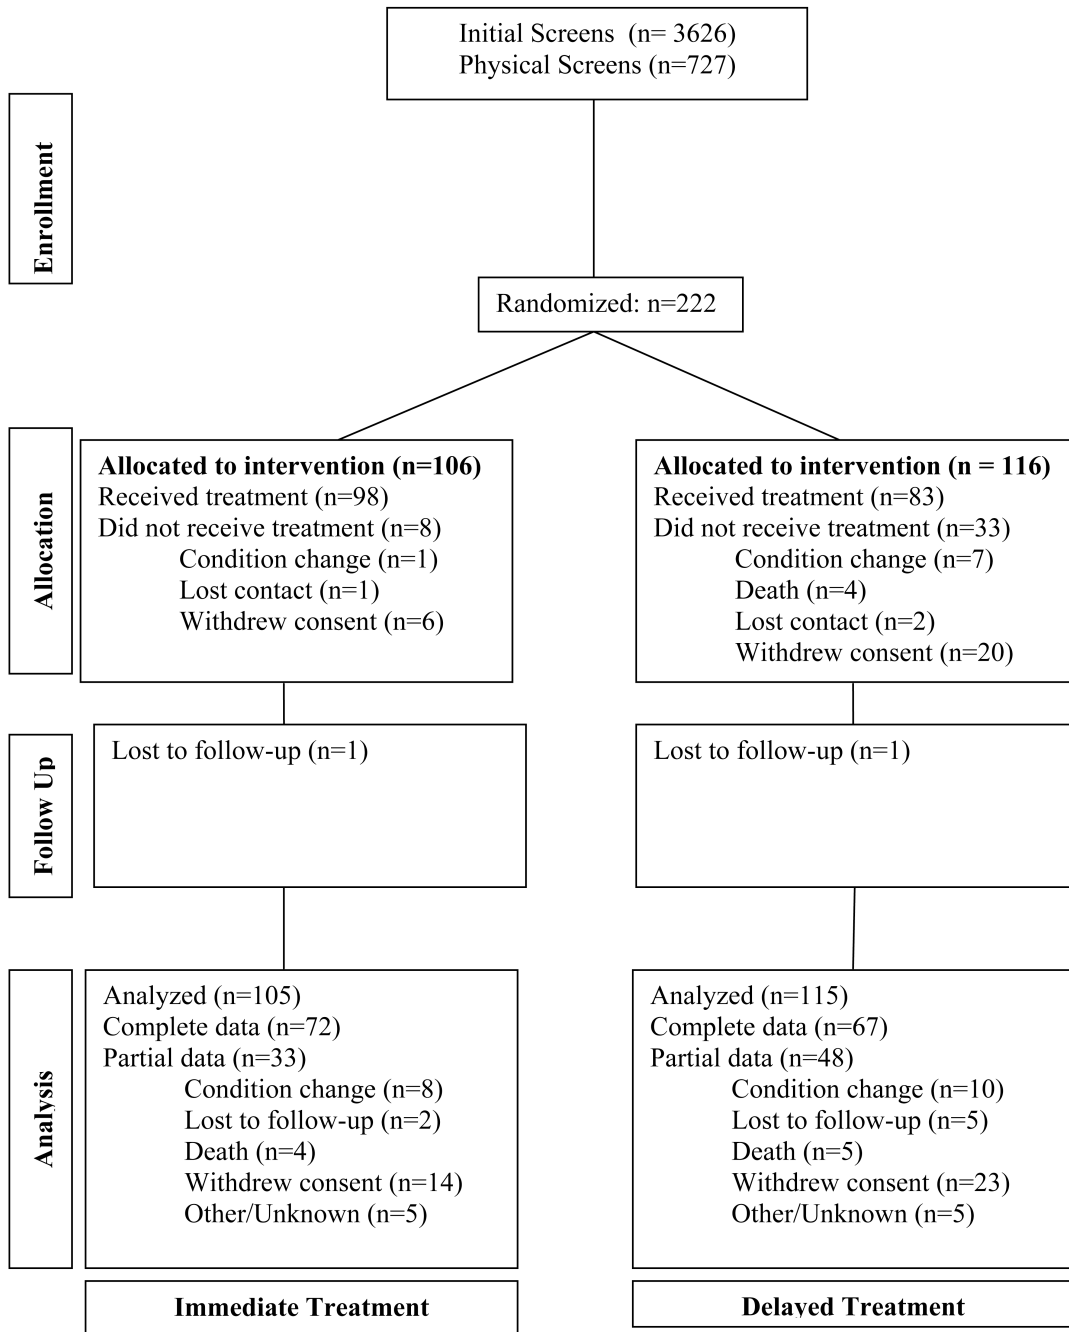 Initial Screens (n= 3626)
Physical Screens (n=727)
Enrollment
Randomized: n=222
Allocation
Allocated to intervention (n=106)
Received treatment (n=98)
Did not receive treatment (n=8)
Condition change (n=1)
Lost contact (n=1)
Withdrew consent (n=6)
Allocated to intervention (n = 116)
Received treatment (n=83)
Did not receive treatment (n=33)
Condition change (n=7)
Death (n=4)
Lost contact (n=2)
Withdrew consent (n=20)
Follow Up
Lost to follow-up (n=1)
Lost to follow-up (n=1)
Analysis
Analyzed (n=105)
Complete data (n=72)
Partial data (n=33)
Condition change (n=8)
Lost to follow-up (n=2)
Death (n=4)
Withdrew consent (n=14)
Other/Unknown (n=5)
Analyzed (n=115)
Complete data (n=67)
Partial data (n=48)
Condition change (n=10)
Lost to follow-up (n=5)
Death (n=5)
Withdrew consent (n=23)
Other/Unknown (n=5)
Immediate Treatment
Delayed Treatment